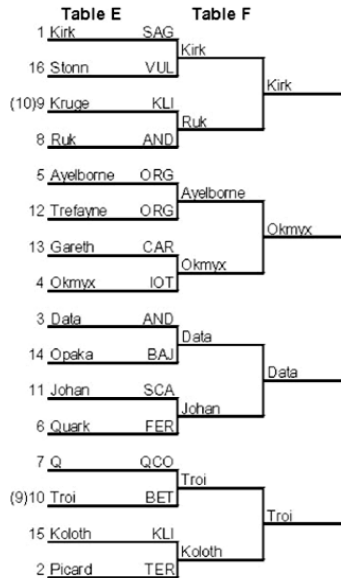 Table E Table F
1 Kirk SAG
Kirk
16 Stonn VUL
Kirk
(10)9 Kruge KLI
Ruk
8 Ruk AND
5 Ayelborne ORG
Ayelborne
12 Trefayne ORG
Okmyx
13 Gareth CAR
Okmyx
4 Okmyx IOT
3 Data AND
Data
14 Opaka BAJ
Data
11 Johan SCA
Johan
6 Quark FER
7 Q QCO
Troi
(9)10 Troi BET
Troi
15 Koloth KLI
Koloth
2 Picard TER